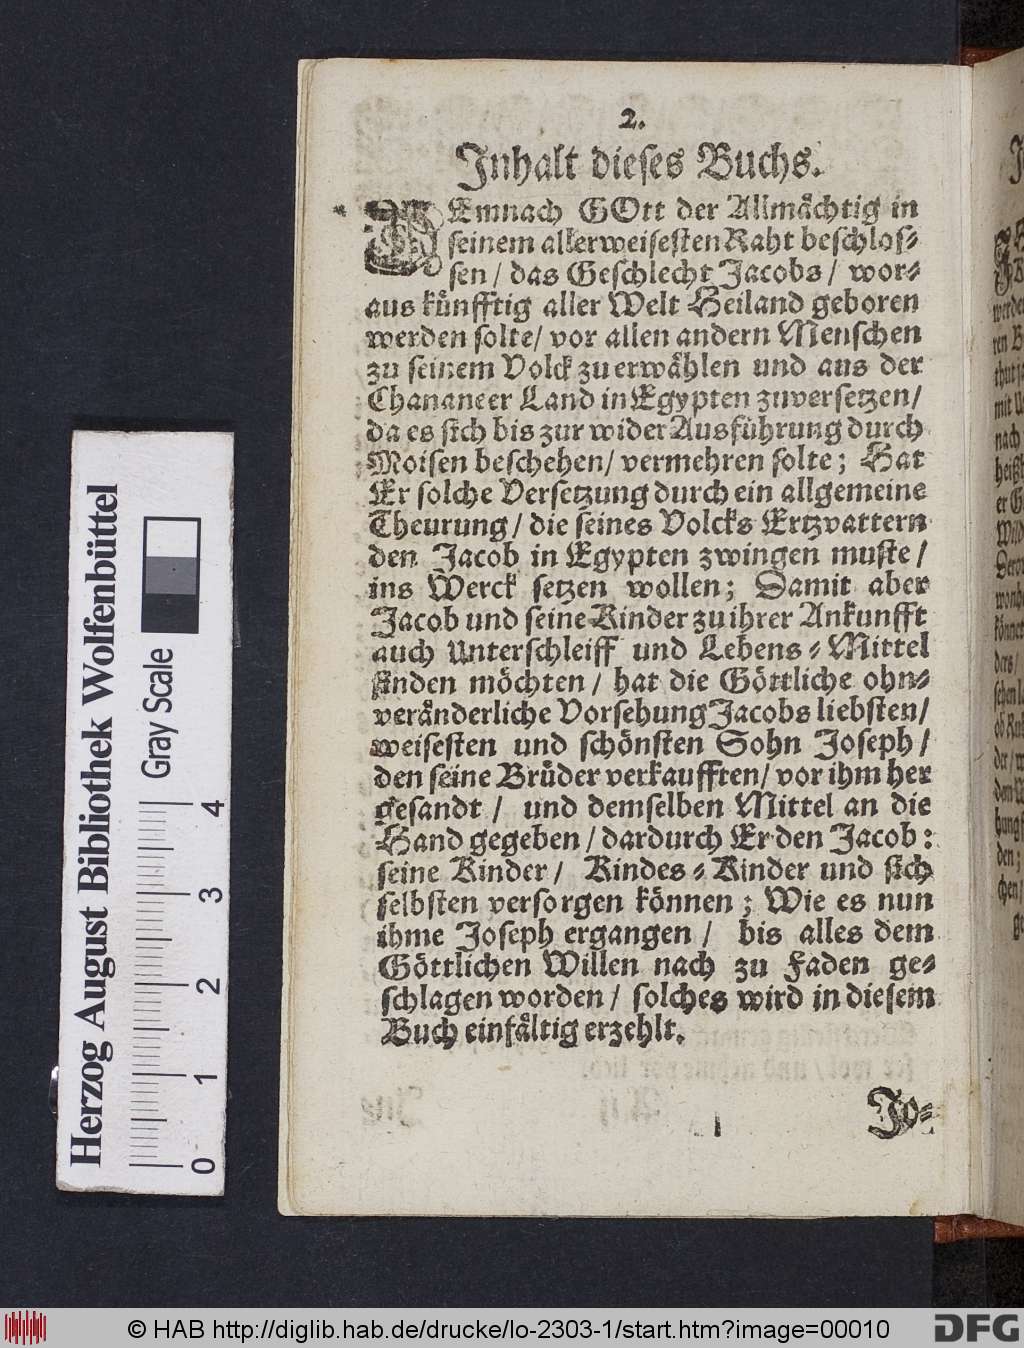 2.
Inhalt dieses Buchs.
DEmnach GOtt der Allmächtig in
seinem allerweisesten Raht beschlos-
sen / das Geschlecht Jacobs / wor-
aus künfftig aller Welt Heiland geboren
werden solte / vor allen andern Menschen
zu seinem Volck zu erwählen und aus der
Chananeer Land in Egypten zuversetzen /
da es sich bis zur wider Ausführung durch
Moisen beschehen / vermehren solte ; Hat
Er solche Versetzung durch ein allgemeine
Theurung / die seines Volcks Ertzvattern
den Jacob in Egypten zwingen muste /
ins Werck setzen wollen ; Damit aber
Jacob und seine Kinder zu ihrer Ankunfft
auch Unterschleiff und Lebens-Mittel
finden möchten / hat die Göttliche ohn-
veränderliche Vorsehung Jacobs liebsten /
weisesten und schönsten Sohn Joseph /
den seine Brüder verkaufften / vor ihm her
gesandt / und demselben Mittel an die
Hand gegeben / dardurch Er den Jacob :
seine Kinder / Kindes-Kinder und sich
selbsten versorgen können ; Wie es nun
ihme Joseph ergangen / bis alles dem
Göttlichen Willen nach zu Faden ge-
schlagen worden / solches wird in diesem
Buch einfältig erzehlt.
Jo-
Herzog August Bibliothek Wolfenbüttel
Gray Scale
0 1 2 3 4
© HAB http://diglib.hab.de/drucke/lo-2303-1/start.htm?image=00010
DFG